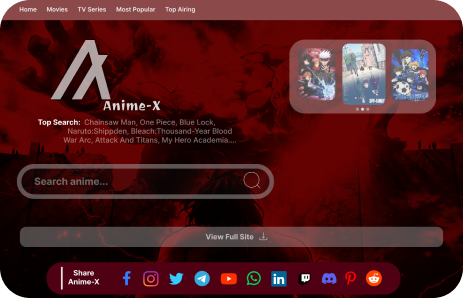 Home Movies TV Series Most Popular Top Airing
Anime-X
Top Search: Chainsaw Man, One Piece, Blue Lock,
Naruto:Shippden, Bleach:Thousand-Year Blood
War Arc, Attack And Titans, My Hero Academia....
Search anime...
View Full Site
Share
Anime-X